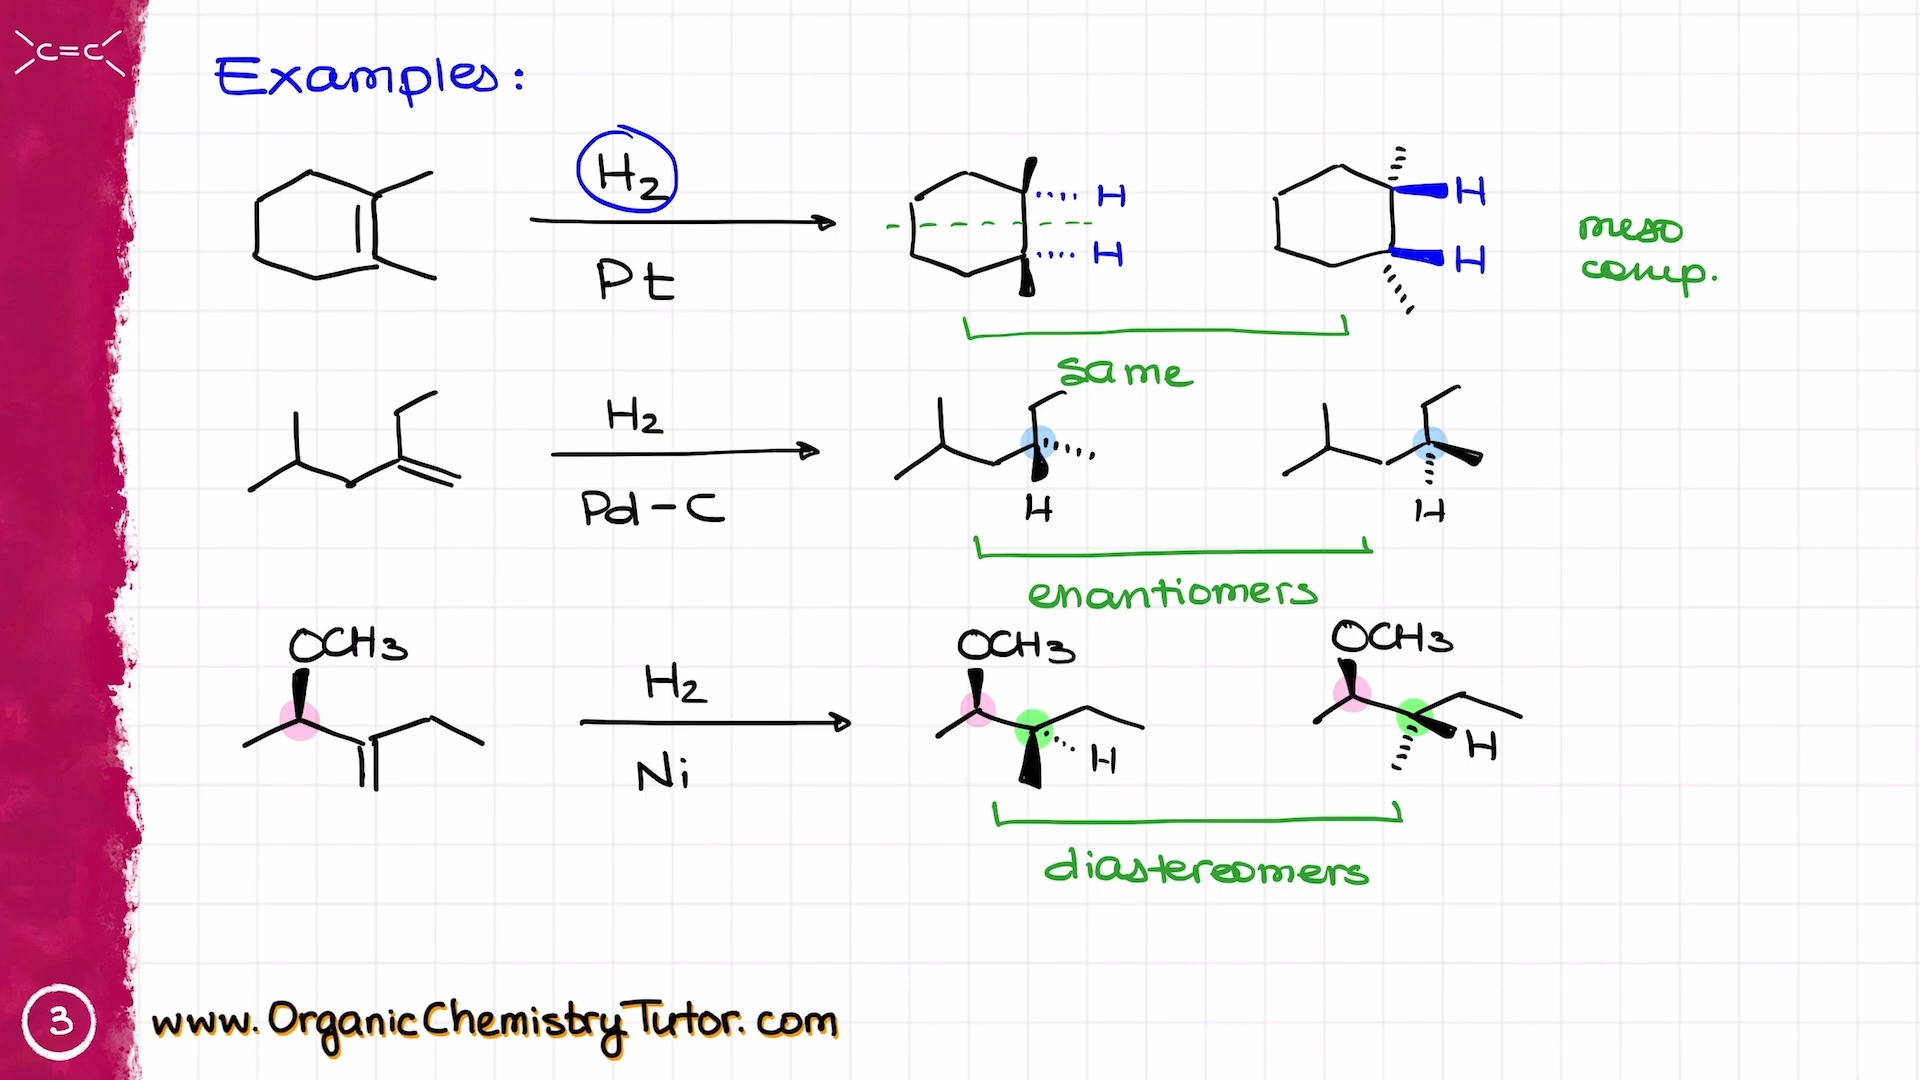 C=C
Examples:
H2
Pt
H
H
H
H
meso
comp.
same
H2
Pd-C
H
H
enantiomers
OCH3
H2
Ni
OCH3
H
OCH3
H
diastereomers
3
www.OrganicChemistryTutor.com